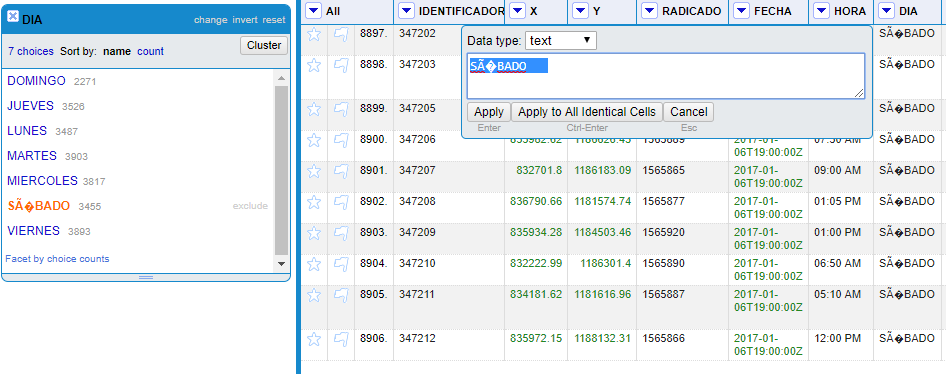 DIA
change invert reset
7 choices Sort by: name count
Cluster
DOMINGO 2271
JUEVES 3526
LUNES 3487
MARTES 3903
MIERCOLES 3817
SÃ�BADO 3455 exclude
VIERNES 3893
Facet by choice counts
All IDENTIFICADOR X Y RADICADO FECHA HORA DIA
8897. 347202 SÃ�BADO
8898. 347203 SÃ�BADO
8899. 347205 SÃ�BADO
8900. 347206 2017-01- SÃ�BADO
06T19:00:00Z
8901. 347207 832701.8 1186183.09 1565865 2017-01- 09:00 AM SÃ�BADO
06T19:00:00Z
8902. 347208 836790.66 1181574.74 1565877 2017-01- 01:05 PM SÃ�BADO
06T19:00:00Z
8903. 347209 835934.28 1184503.46 1565920 2017-01- 01:00 PM SÃ�BADO
06T19:00:00Z
8904. 347210 832222.99 1186301.4 1565890 2017-01- 06:50 AM SÃ�BADO
06T19:00:00Z
8905. 347211 834181.62 1181616.96 1565887 2017-01- 05:10 AM SÃ�BADO
06T19:00:00Z
8906. 347212 835972.15 1188132.31 1565866 2017-01- 12:00 PM SÃ�BADO
06T19:00:00Z
Data type: text
SÃ�BADO
Apply Apply to All Identical Cells Cancel
Enter Ctrl-Enter Esc